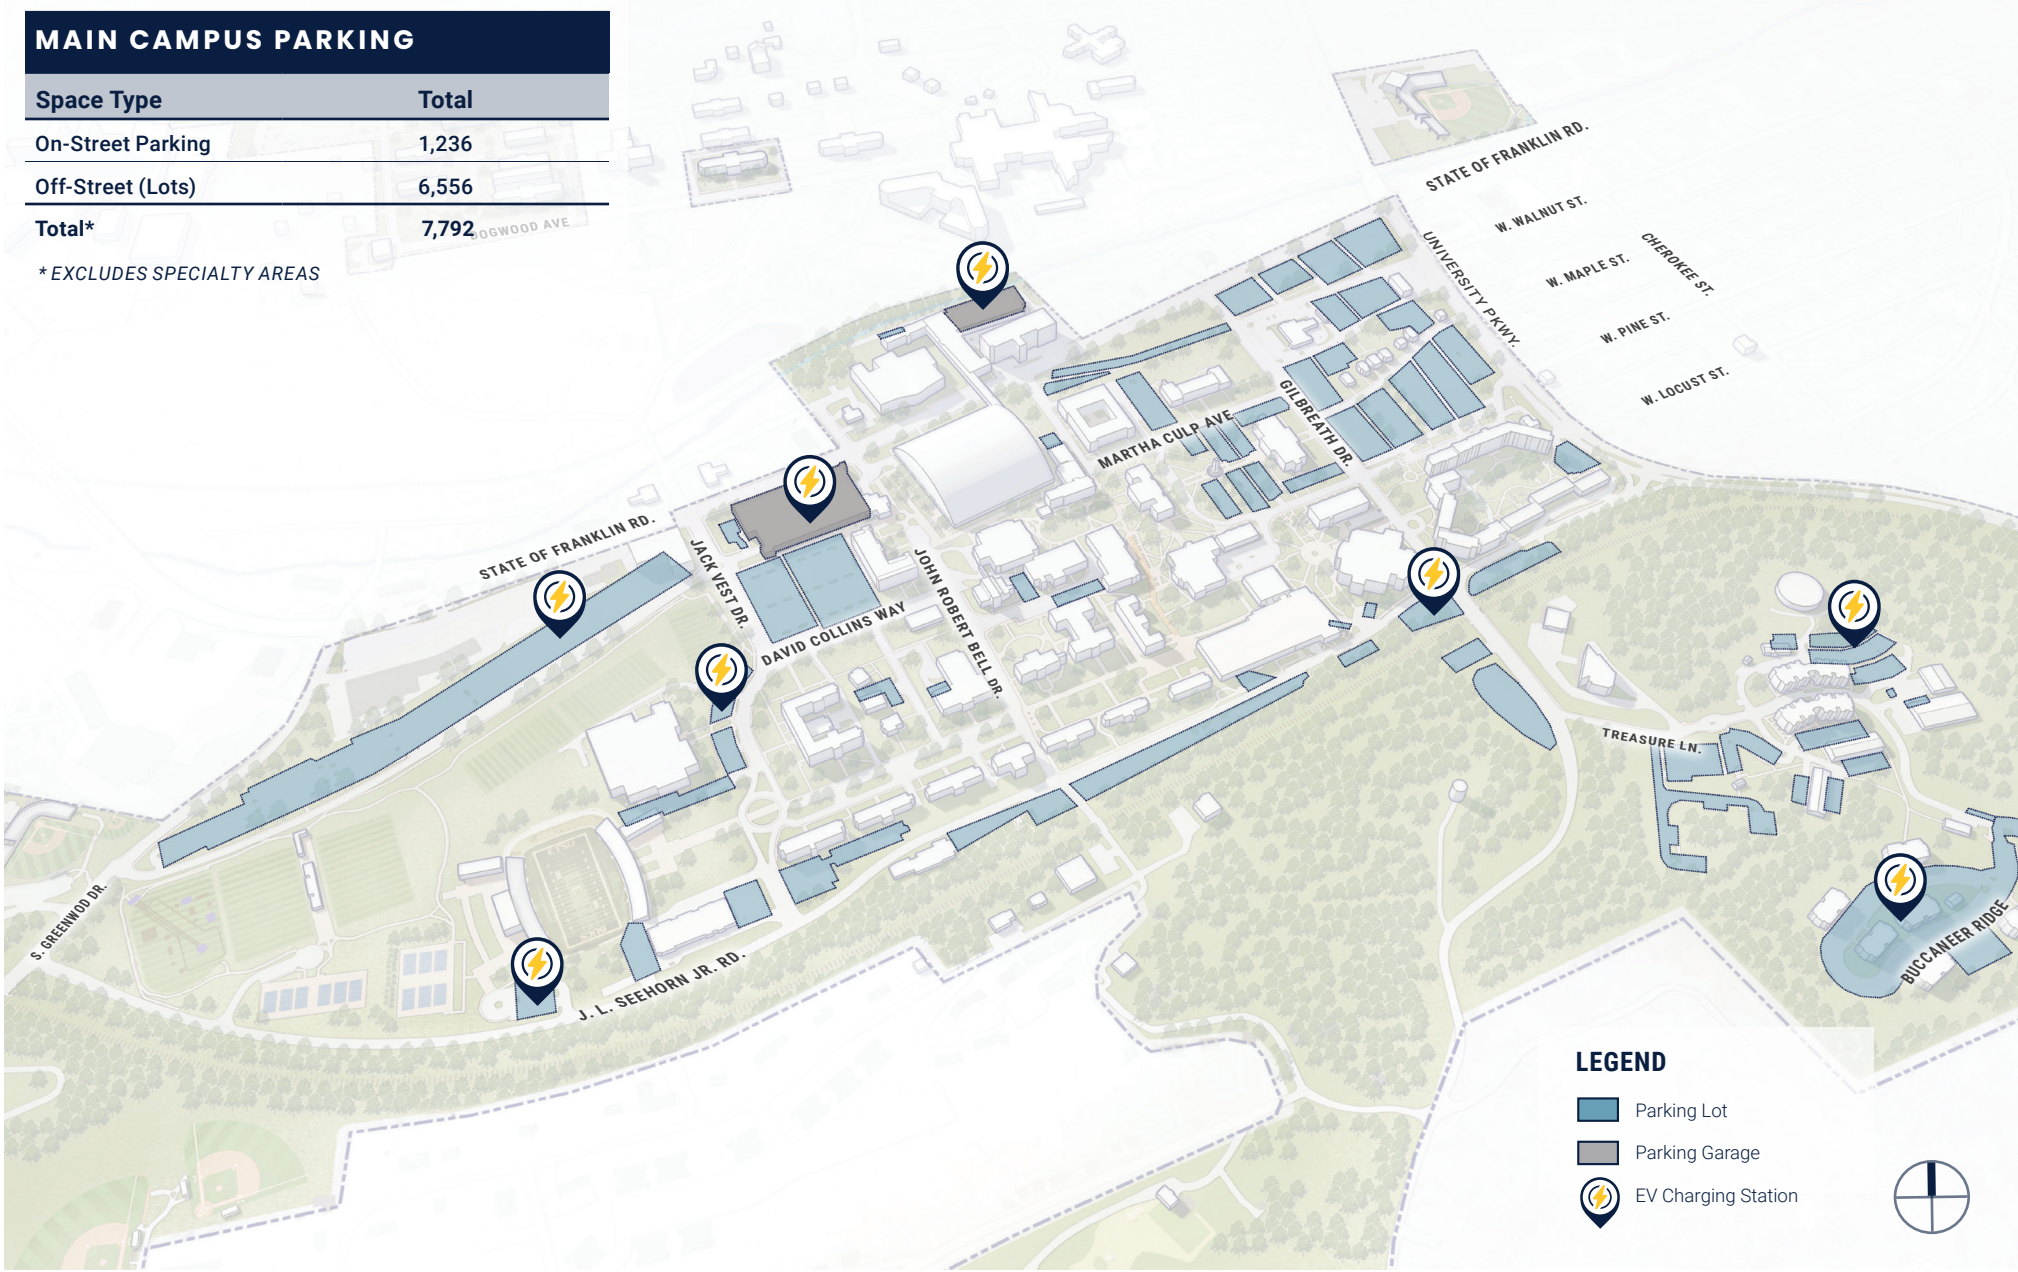 MAIN CAMPUS PARKING
Space Type Total
On-Street Parking 1,236
Off-Street (Lots) 6,556
Total* 7,792
* EXCLUDES SPECIALTY AREAS
DOGWOOD AVE
STATE OF FRANKLIN RD.
W. WALNUT ST.
UNIVERSITY PKWY.
CHEROKEE ST.
W. MAPLE ST.
W. PINE ST.
W. LOCUST ST.
GILBREATH DR.
MARTHA CULP AVE
STATE OF FRANKLIN RD.
JACK VEST DR.
JOHN ROBERT BELL DR.
DAVID COLLINS WAY
TREASURE LN.
S. GREENWOD DR.
J. L. SEEHORN JR. RD.
BUCCANEER RIDGE
LEGEND
Parking Lot
Parking Garage
EV Charging Station